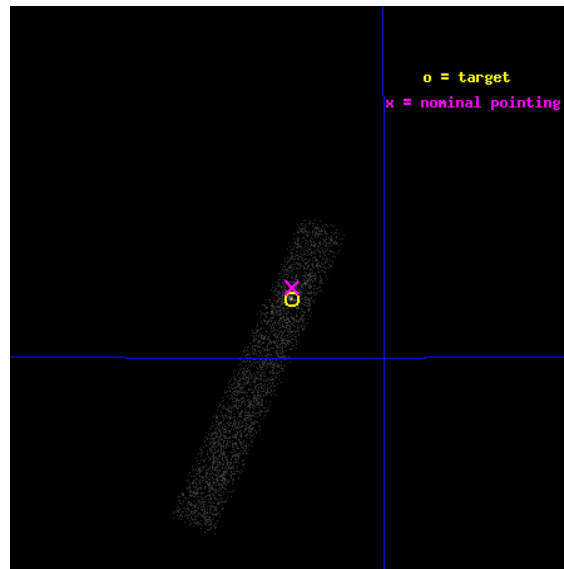 o = target
x = nominal pointing